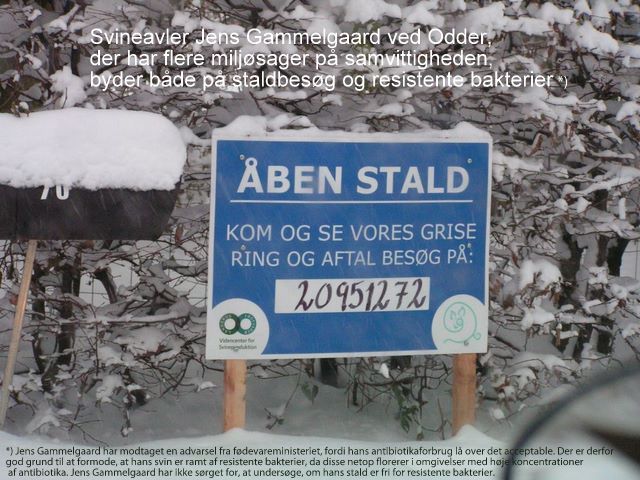 Svineavler Jens Gammelgaard ved Odder,
der har flere miljøsager på samvittigheden,
byder både på staldbesøg og resistente bakterier *)
70
ÅBEN STALD
KOM OG SE VORES GRISE
RING OG AFTAL BESØG PÅ:
20951272
Videncenter for
Svineproduktion
*) Jens Gammelgaard har modtaget en advarsel fra fødevareministeriet, fordi hans antibiotikaforbrug lå over det acceptable. Der er derfor
god grund til at formode, at hans svin er ramt af resistente bakterier, da disse netop florerer i omgivelser med høje koncentrationer
af antibiotika. Jens Gammelgaard har ikke sørget for, at undersøge, om hans stald er fri for resistente bakterier.